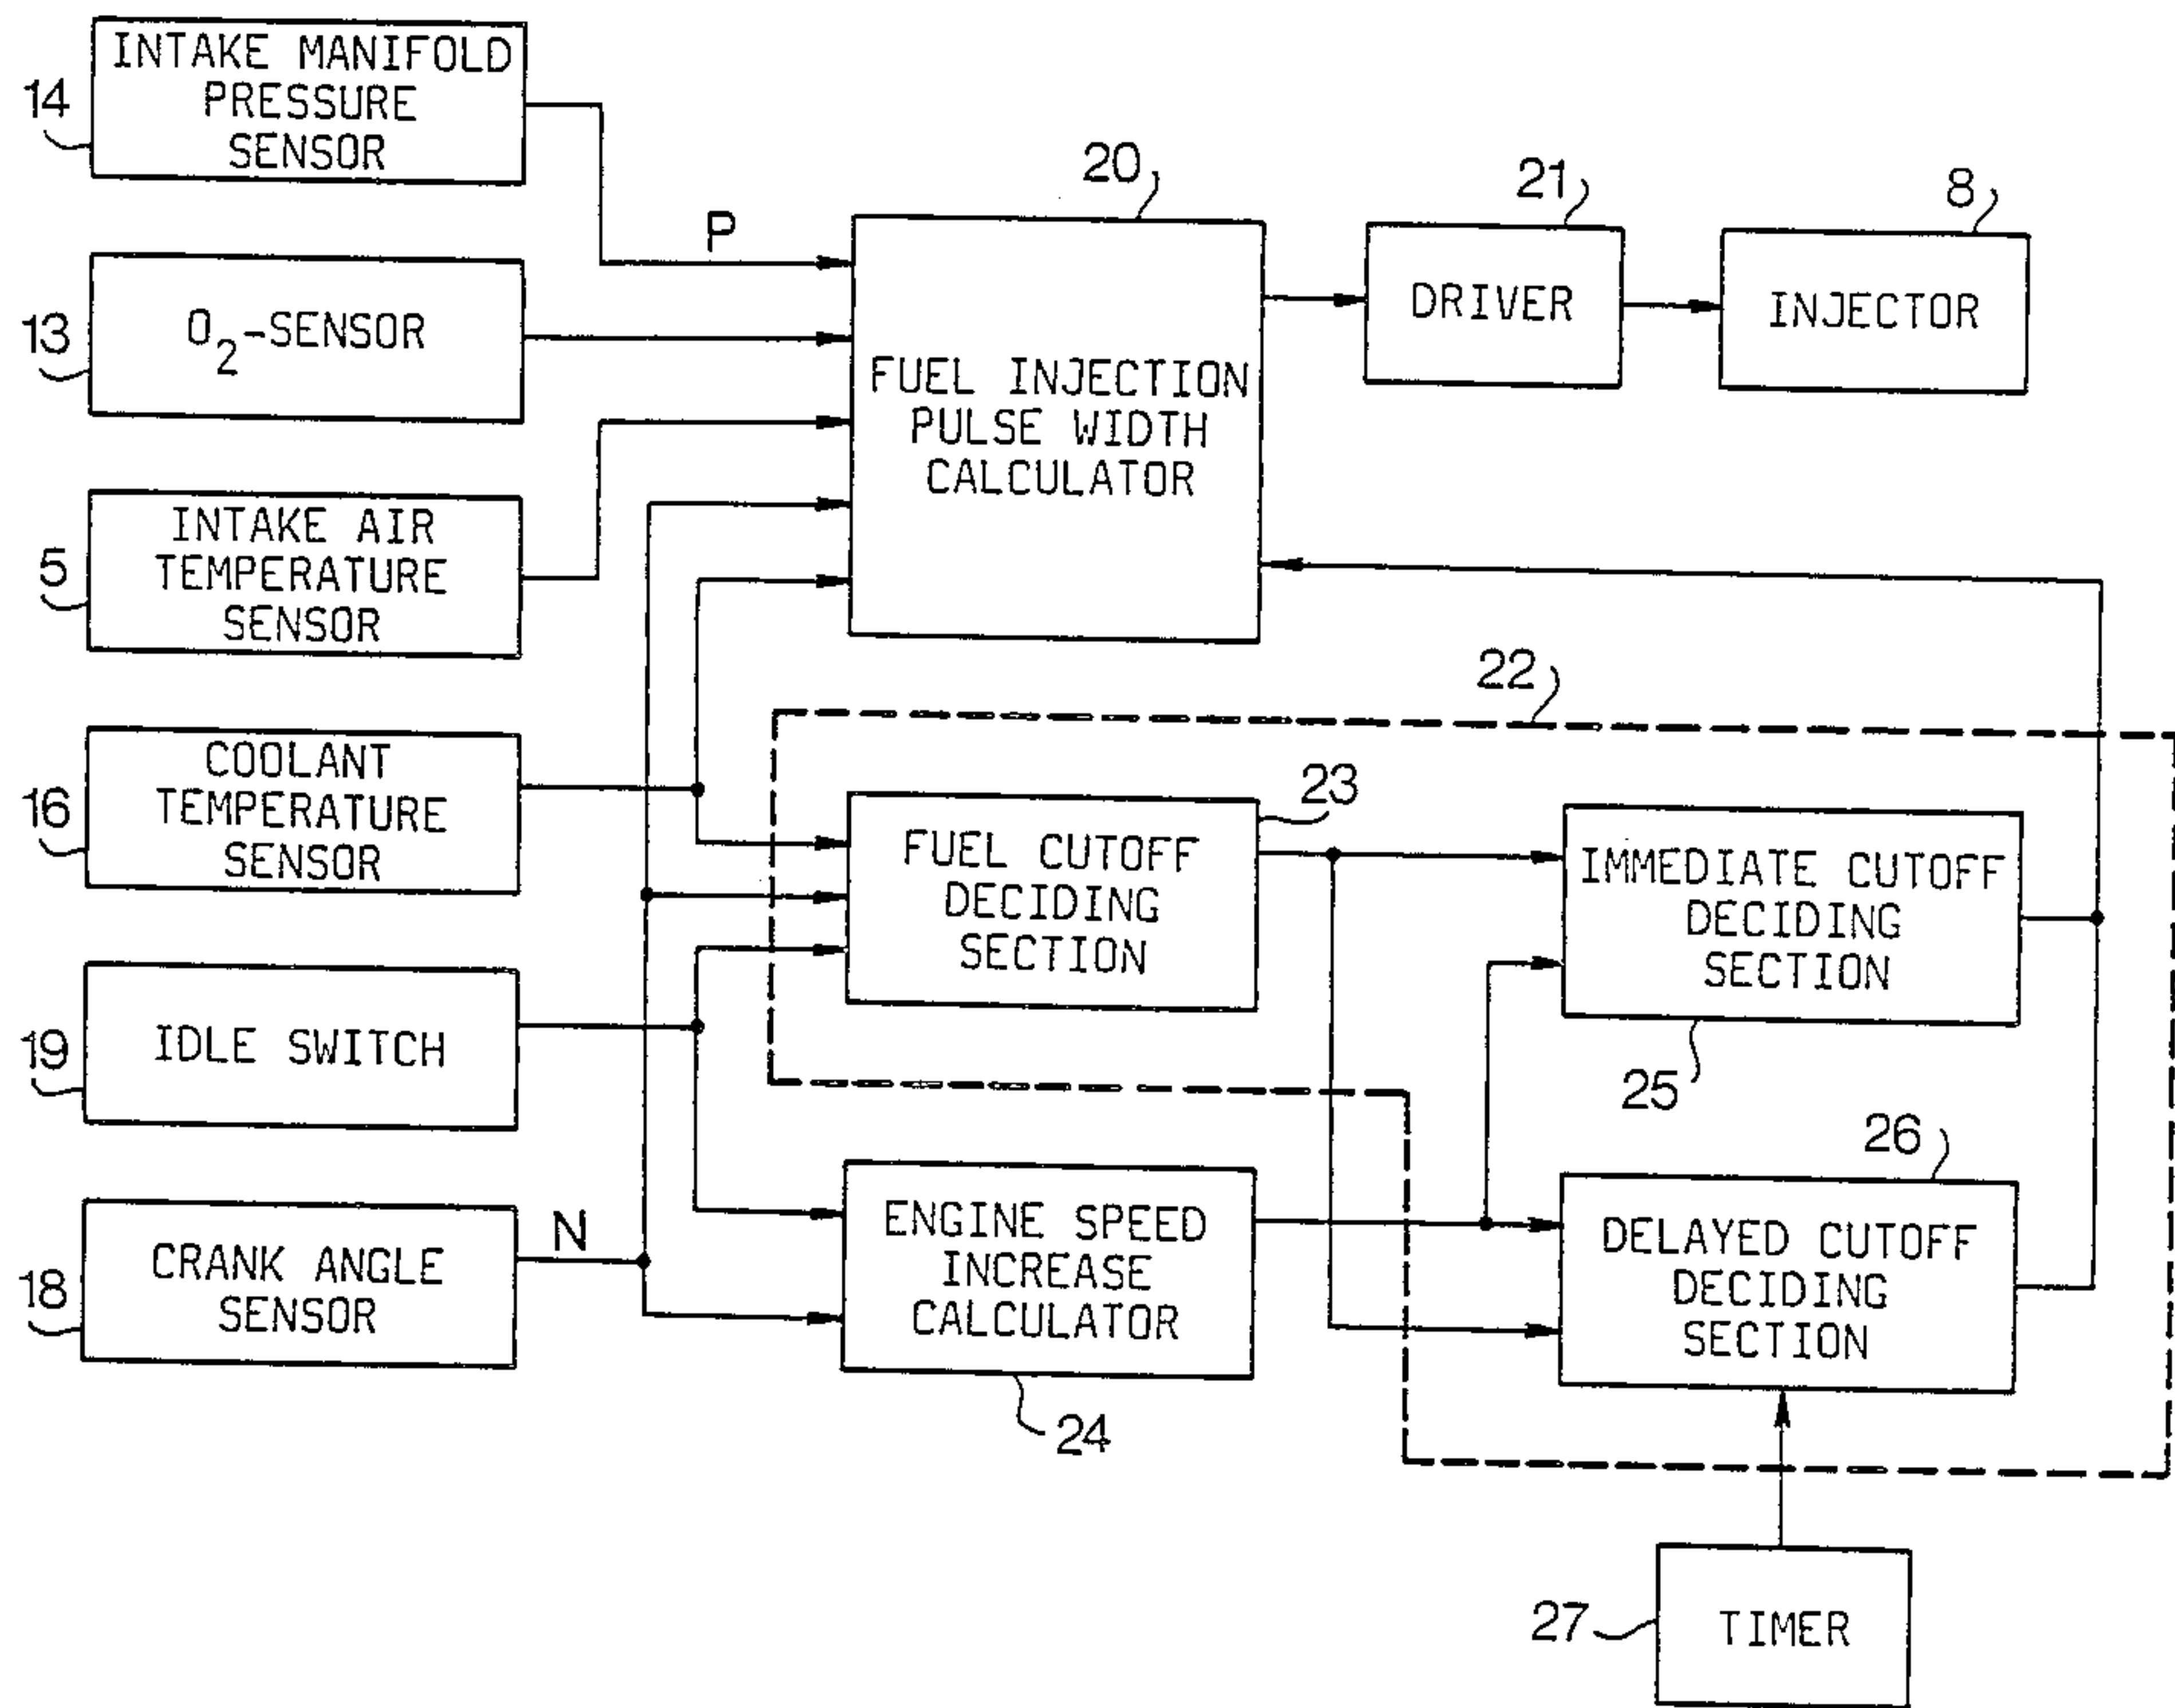 INTAKE MANIFOLD
PRESSURE
SENSOR
14
P
20
21
8
O2-SENSOR
13
FUEL INJECTION
PULSE WIDTH
CALCULATOR
DRIVER
INJECTOR
INTAKE AIR
TEMPERATURE
SENSOR
5
22
COOLANT
TEMPERATURE
SENSOR
16
23
FUEL CUTOFF
DECIDING
SECTION
IMMEDIATE CUTOFF
DECIDING
SECTION
25
IDLE SWITCH
19
26
CRANK ANGLE
SENSOR
18
N
ENGINE SPEED
INCREASE
CALCULATOR
24
DELAYED CUTOFF
DECIDING
SECTION
27
TIMER